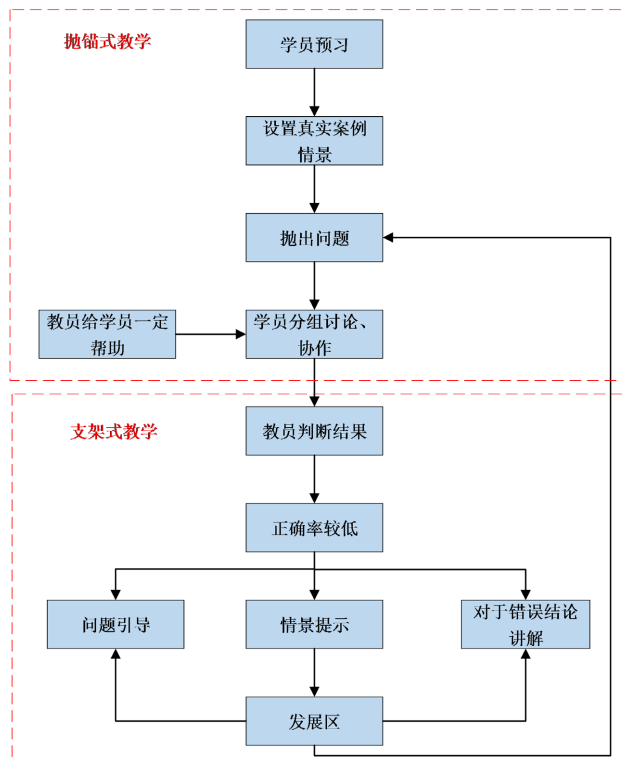 抛锚式教学
学员预习
设置真实案例
情景
抛出问题
教员给学员一定
帮助
学员分组讨论、
协作
支架式教学
教员判断结果
正确率较低
问题引导
情景提示
对于错误结论
讲解
发展区